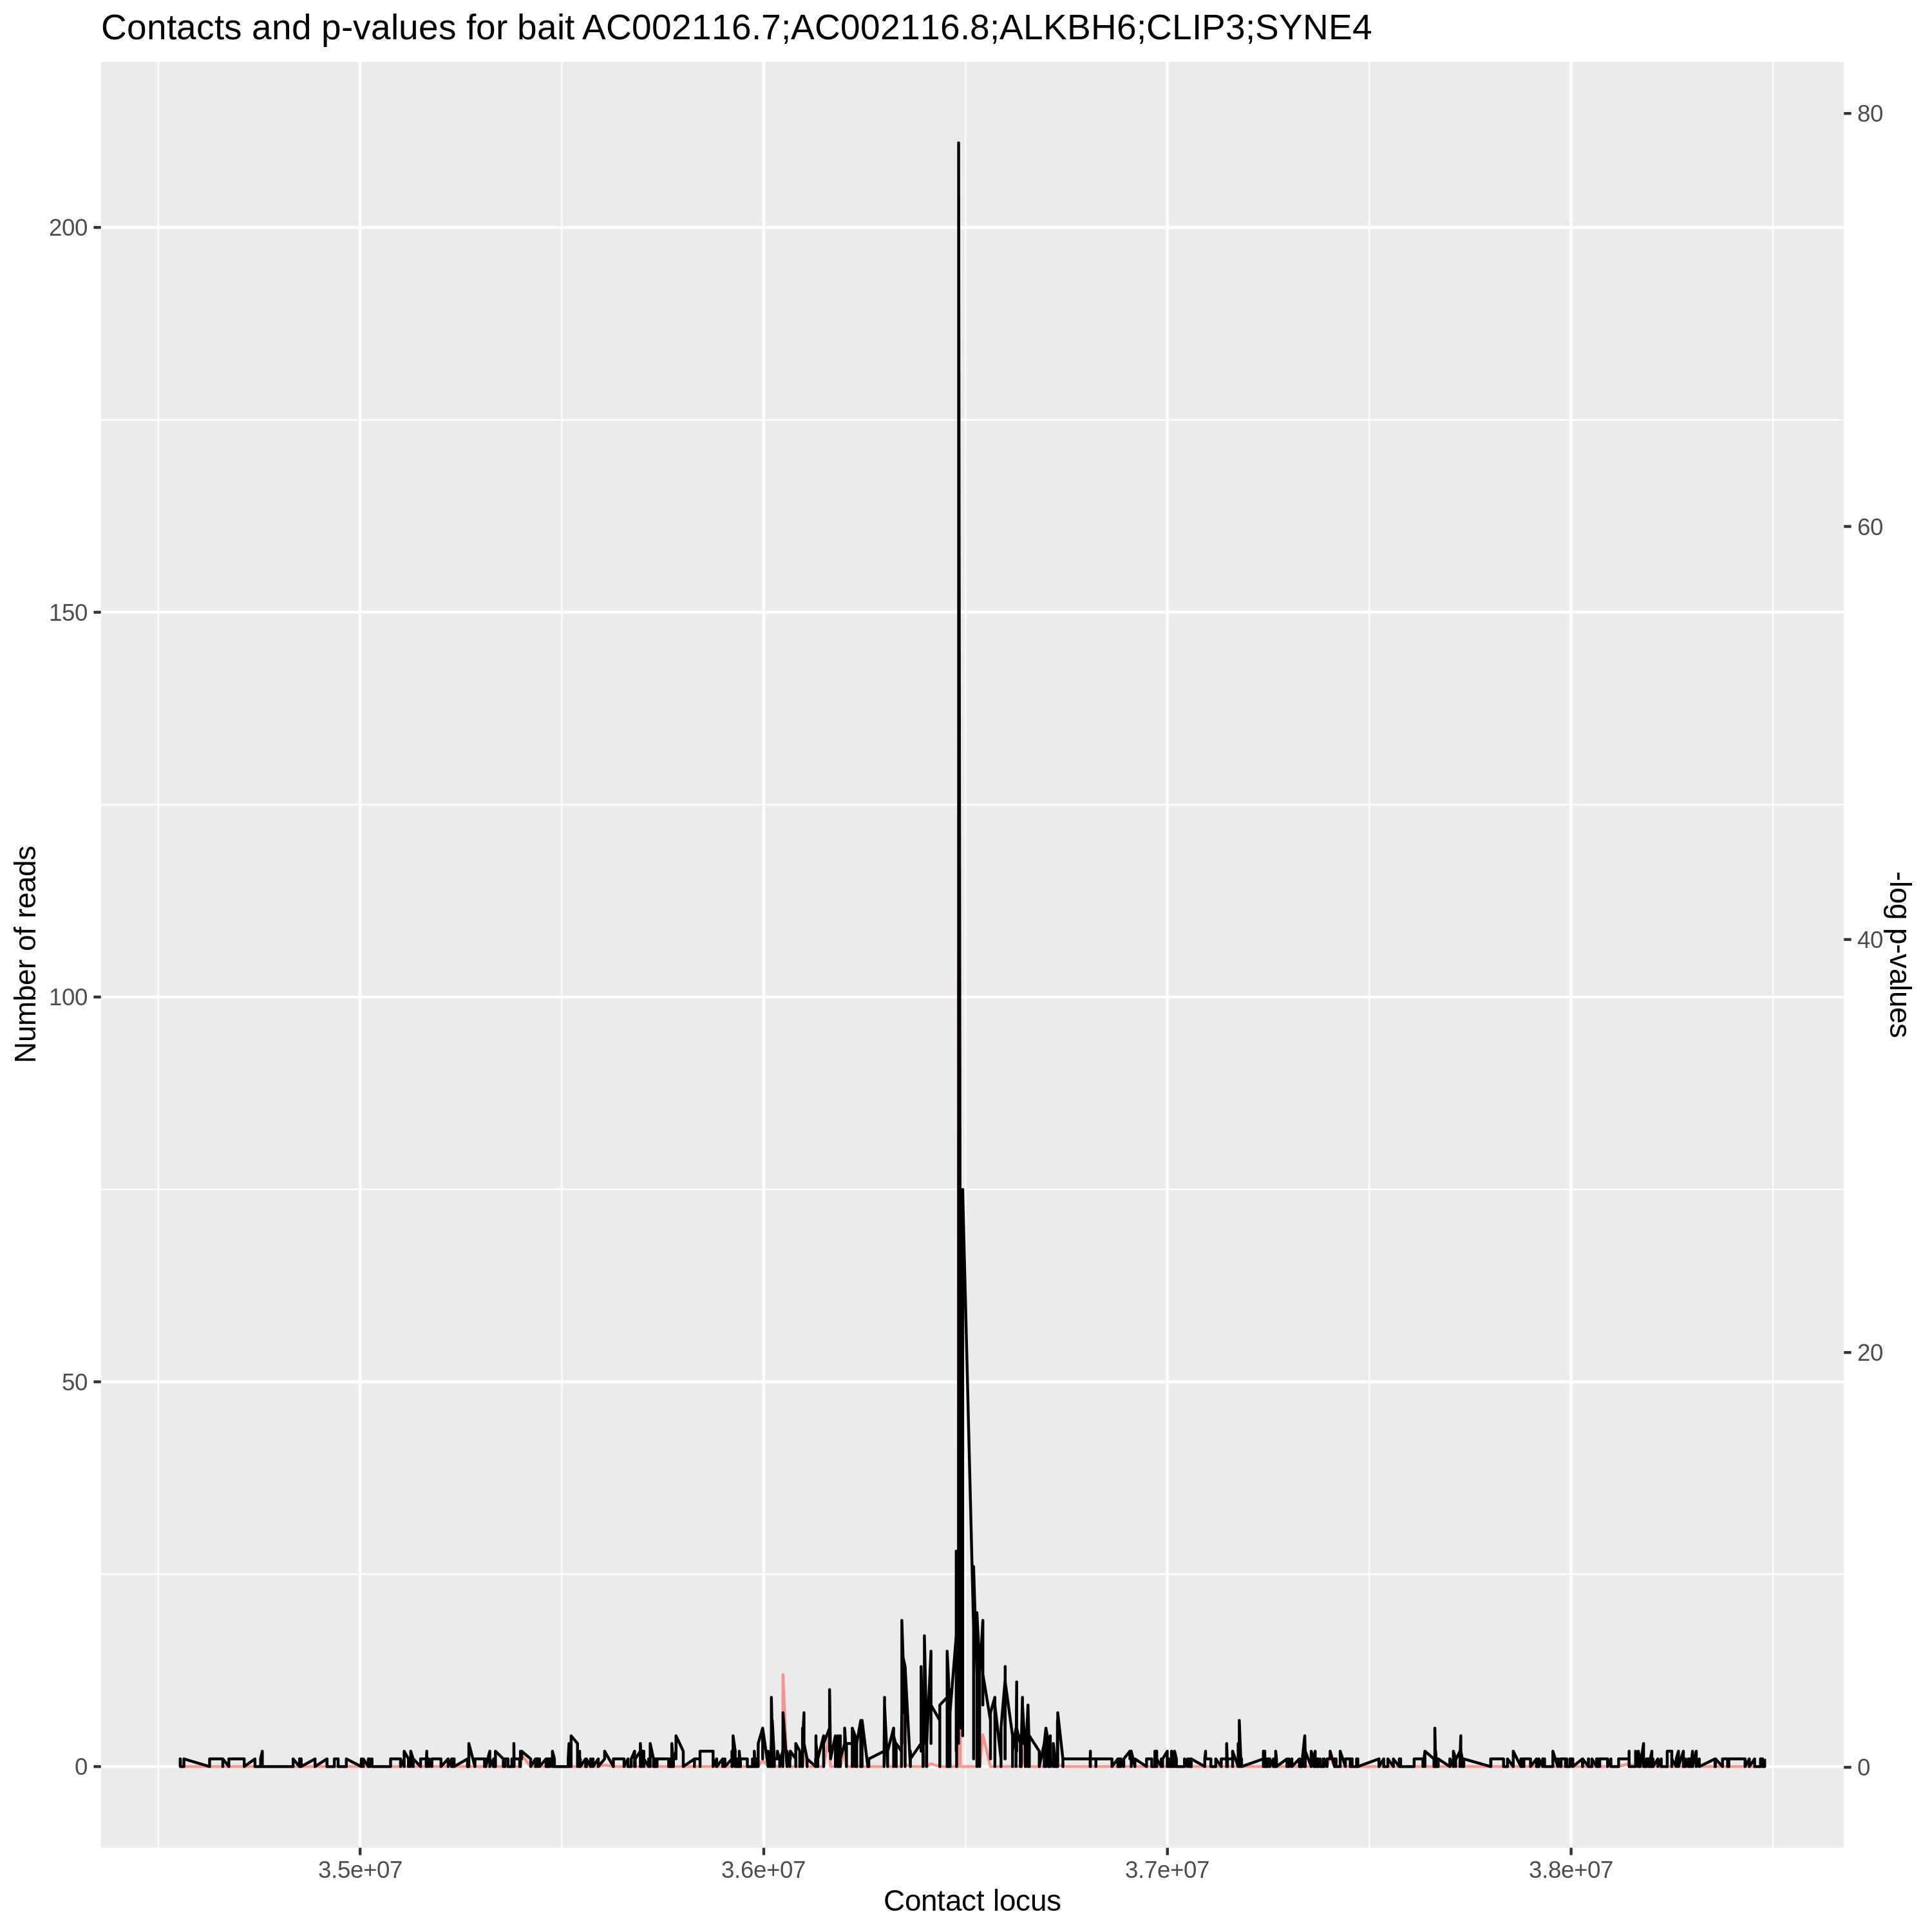 Contacts and p-values for bait AC002116.7;AC002116.8;ALKBH6;CLIP3;SYNE4
Number of reads
200
150
100
50
0
80
60
40
20
0
-log p-values
3.5e+07 3.6e+07 3.7e+07 3.8e+07
Contact locus